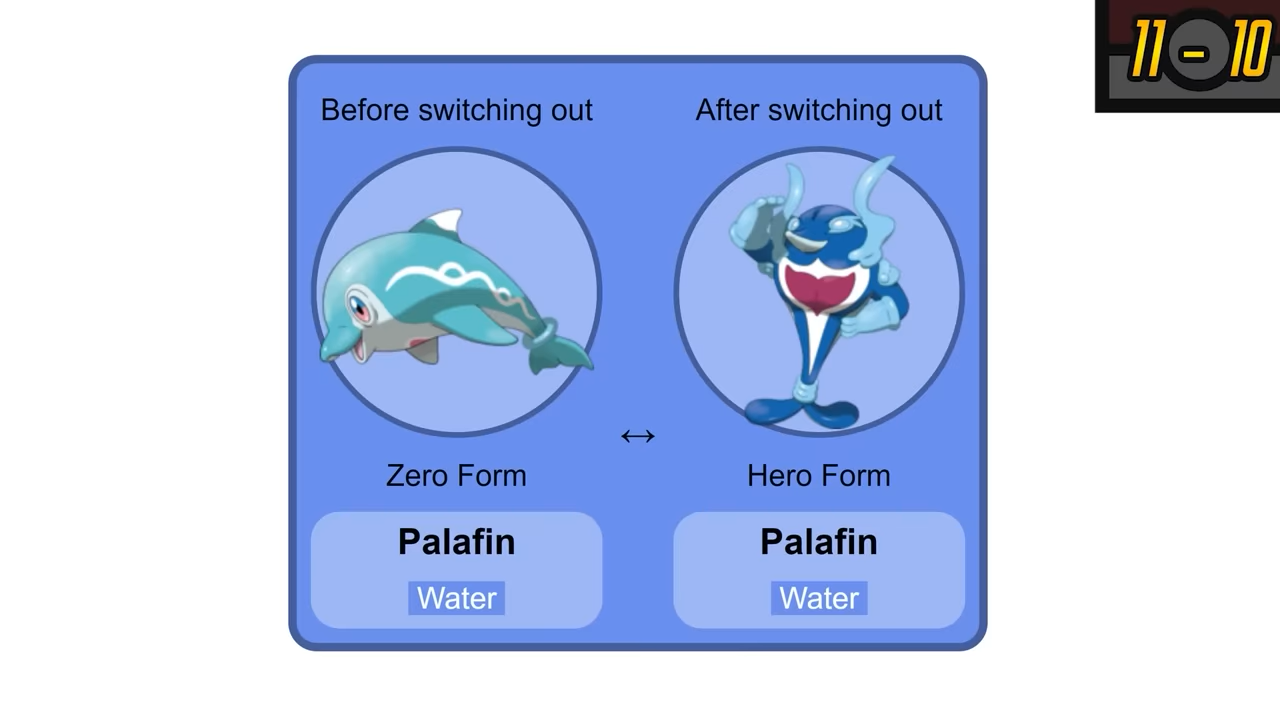 11-10
Before switching out
After switching out
↔
Zero Form
Hero Form
Palafin
Palafin
Water
Water